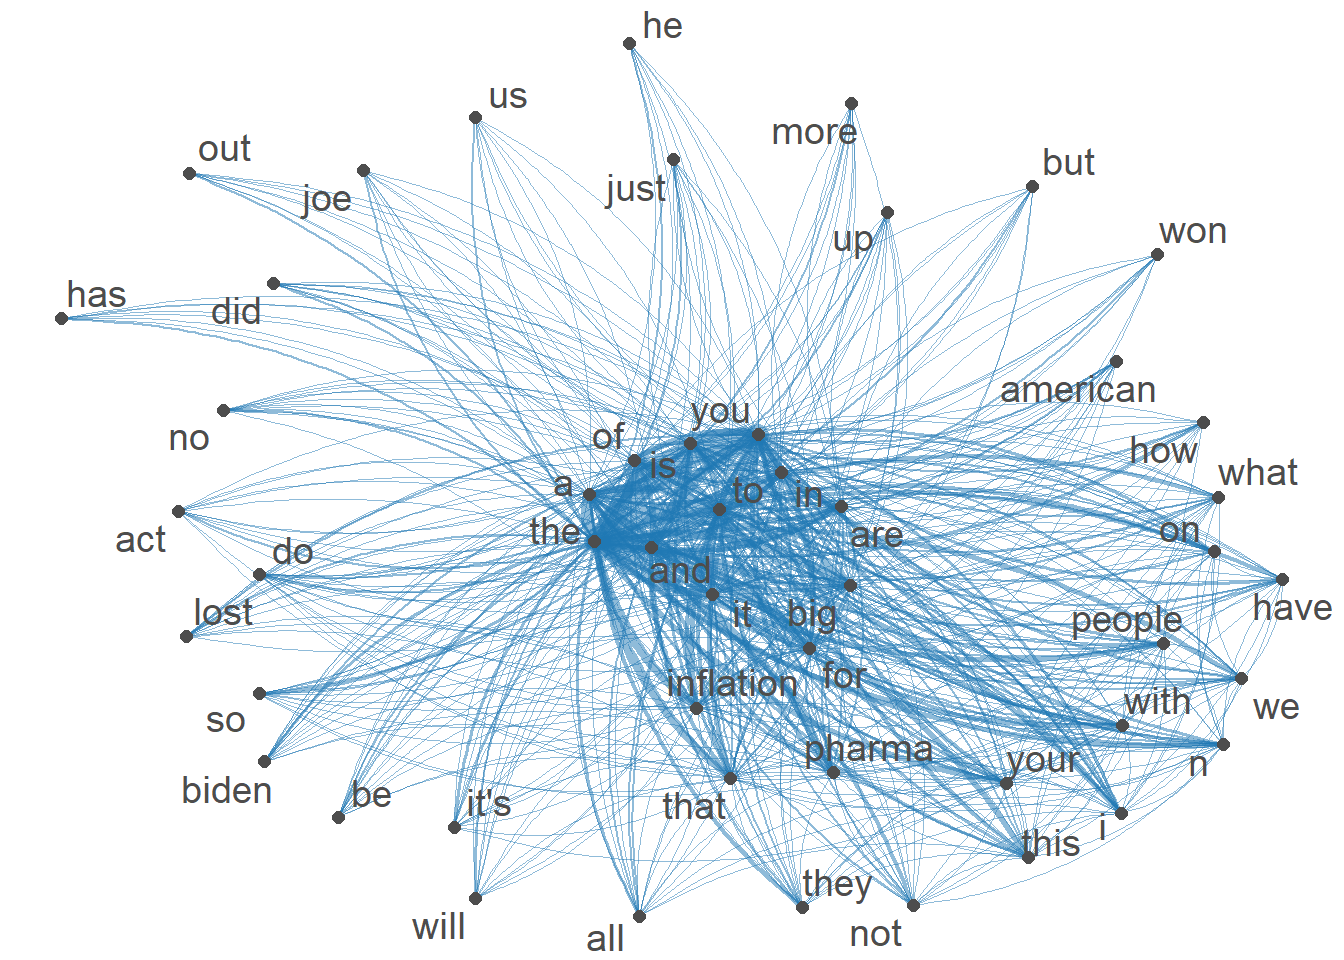 he
us
more
out
but
joe
just
won
up
has
did
american
you
no
of
how
is
what
a
to
in
the
on
are
act
do
and
have
lost
it
big
people
inflation
for
with
we
so
pharma
your
n
biden
be
it's
that
i
this
they
will
all
not